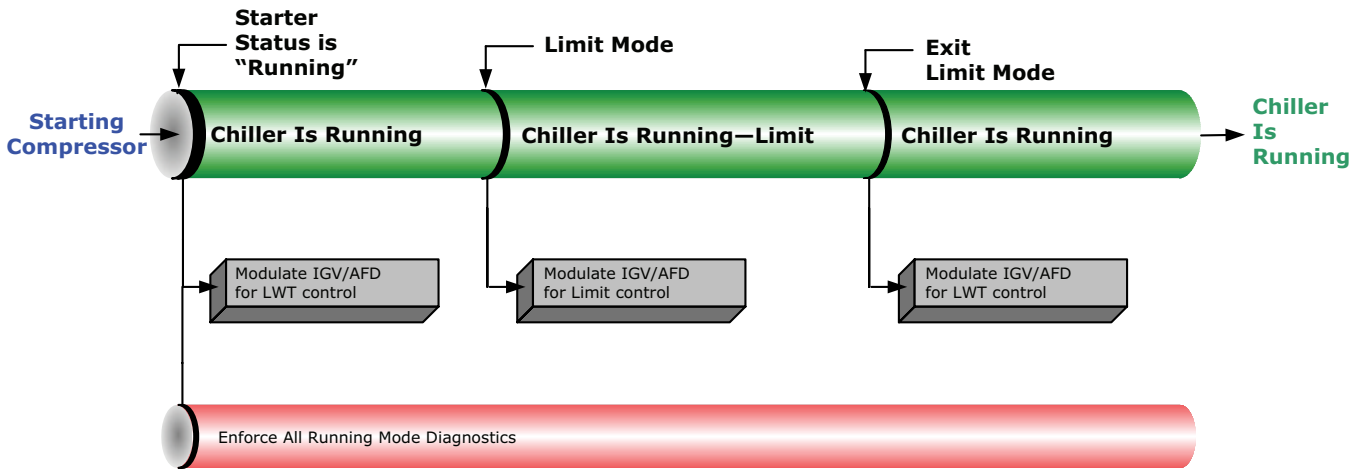 Starter
Status is
“Running”
Limit Mode
Exit
Limit Mode
Starting
Compressor
Chiller Is Running
Chiller Is Running—Limit
Chiller Is Running
Chiller
Is
Running
Modulate IGV/AFD
for LWT control
Modulate IGV/AFD
for Limit control
Modulate IGV/AFD
for LWT control
Enforce All Running Mode Diagnostics